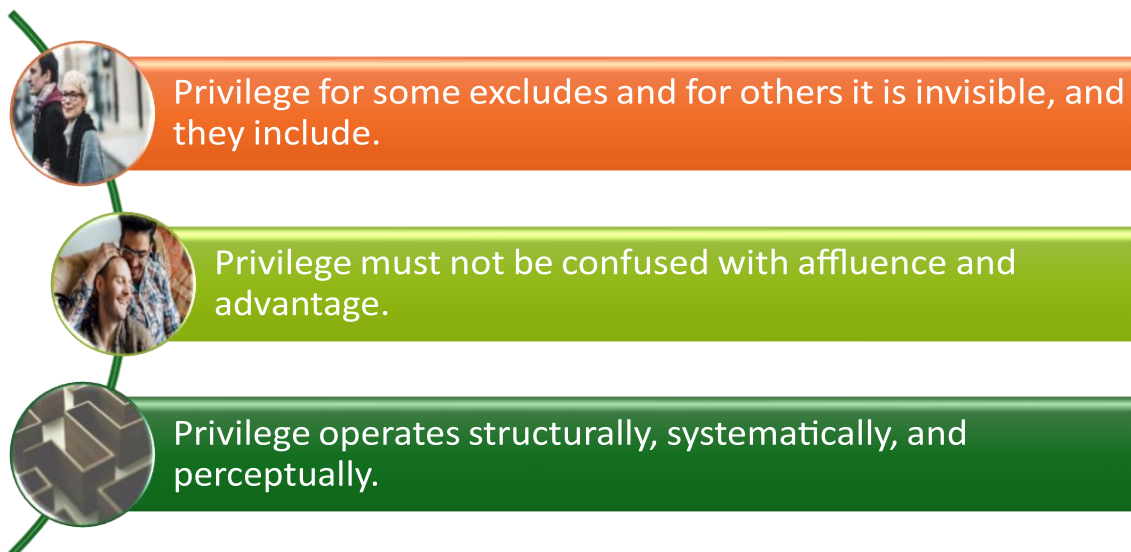 Privilege for some excludes and for others it is invisible, and
they include.
Privilege must not be confused with affluence and
advantage.
Privilege operates structurally, systematically, and
perceptually.